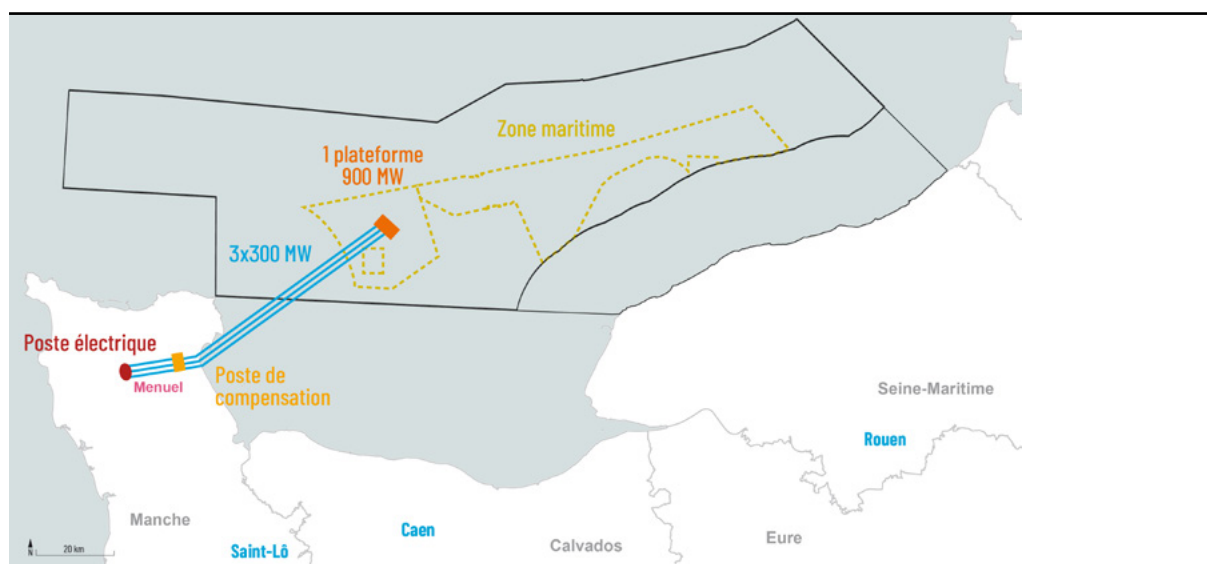 Zone maritime
1 plateforme
900 MW
3x300 MW
Poste électrique
Menuel
Poste de
compensation
Seine-Maritime
Rouen
Manche
Caen
Calvados
Eure
Saint-Lô
N
20 km